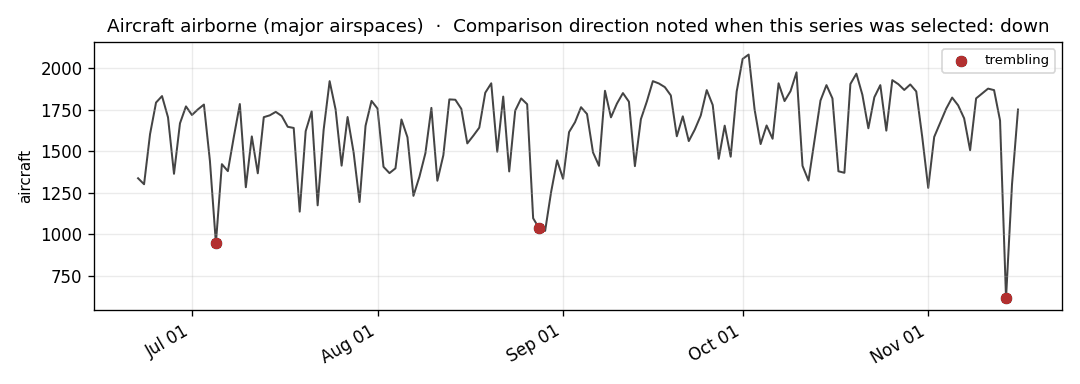 Aircraft airborne (major airspaces)  ·  Comparison direction noted when this series was selected: down
trembling
aircraft
2000
1750
1500
1250
1000
750
Jul 01
Aug 01
Sep 01
Oct 01
Nov 01